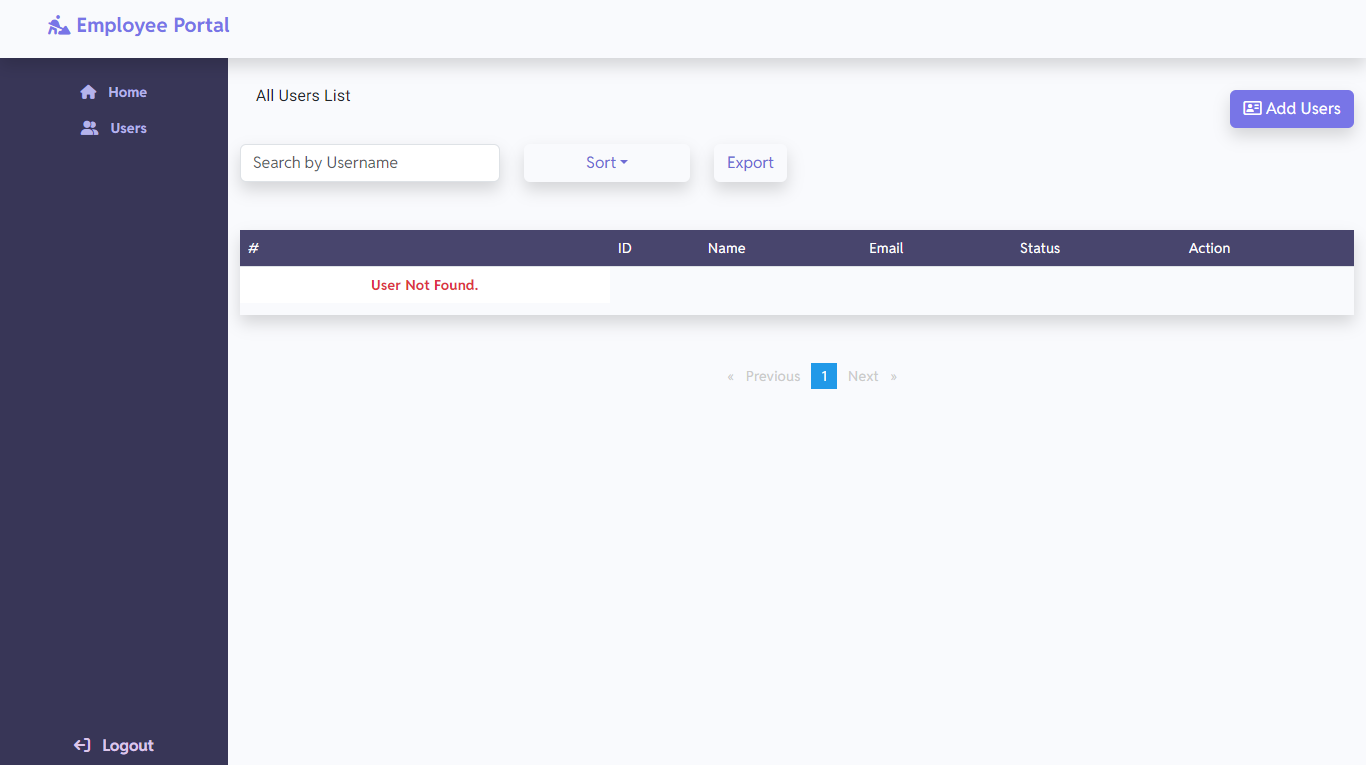 Employee Portal
Home
Users
All Users List
Add Users
Search by Username
Sort
Export
# ID Name Email Status Action
User Not Found.
« Previous 1 Next »
Logout